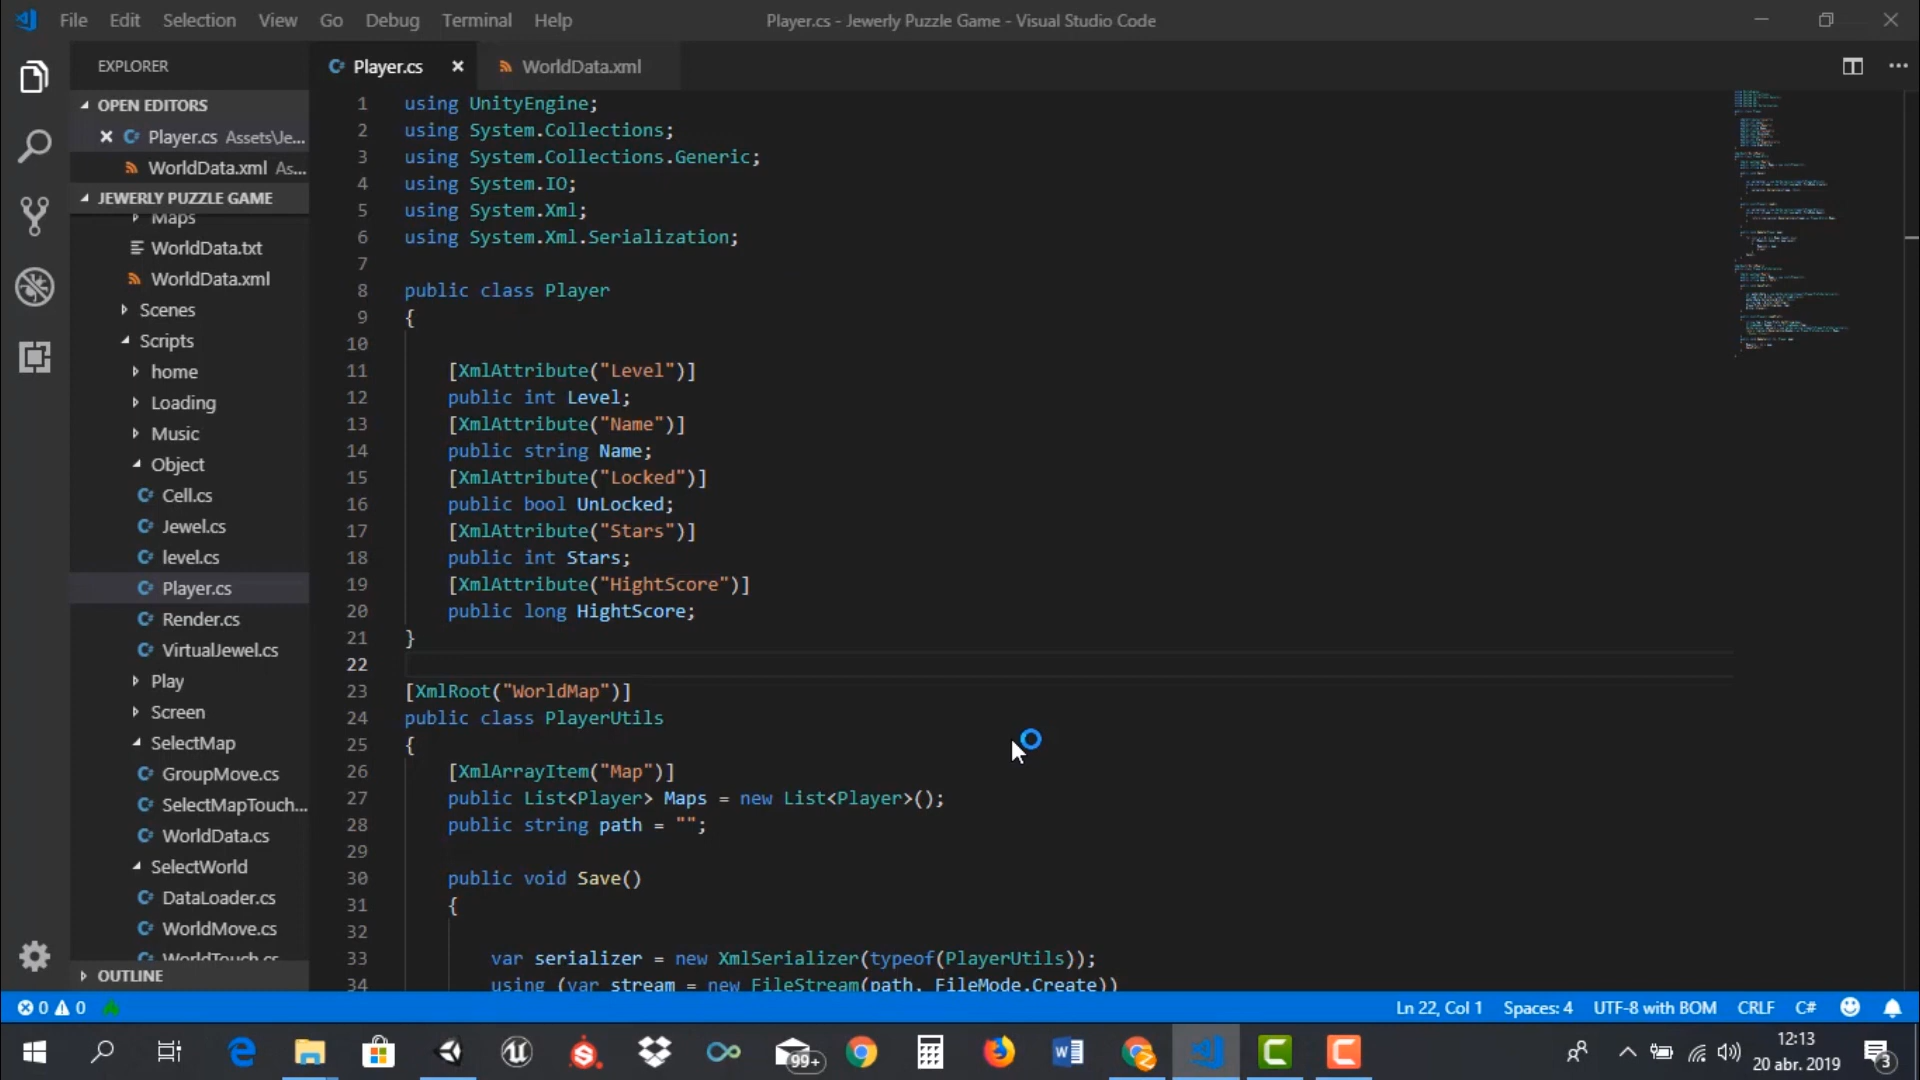 File Edit Selection View Go Debug Terminal Help
Player.cs - Jewerly Puzzle Game - Visual Studio Code
EXPLORER
OPEN EDITORS
Player.cs Assets\Je...
WorldData.xml As...
JEWERLY PUZZLE GAME
Maps
WorldData.txt
WorldData.xml
Scenes
Scripts
home
Loading
Music
Object
Cell.cs
Jewel.cs
level.cs
Player.cs
Render.cs
VirtualJewel.cs
Play
Screen
SelectMap
GroupMove.cs
SelectMapTouch...
WorldData.cs
SelectWorld
DataLoader.cs
WorldMove.cs
WorldTouch.cs
OUTLINE
Player.cs
WorldData.xml
1 using UnityEngine;
2 using System.Collections;
3 using System.Collections.Generic;
4 using System.IO;
5 using System.Xml;
6 using System.Xml.Serialization;
7
8 public class Player
9 {
10
11 [XmlAttribute("Level")]
12 public int Level;
13 [XmlAttribute("Name")]
14 public string Name;
15 [XmlAttribute("Locked")]
16 public bool UnLocked;
17 [XmlAttribute("Stars")]
18 public int Stars;
19 [XmlAttribute("HightScore")]
20 public long HightScore;
21 }
22
23 [XmlRoot("WorldMap")]
24 public class PlayerUtils
25 {
26 [XmlArrayItem("Map")]
27 public List<Player> Maps = new List<Player>();
28 public string path = "";
29
30 public void Save()
31 {
32
33 var serializer = new XmlSerializer(typeof(PlayerUtils));
34 using (var stream = new FileStream(path, FileMode.Create))
0 0
Ln 22, Col 1 Spaces: 4 UTF-8 with BOM CRLF C#
99+
12:13
20 abr. 2019
3